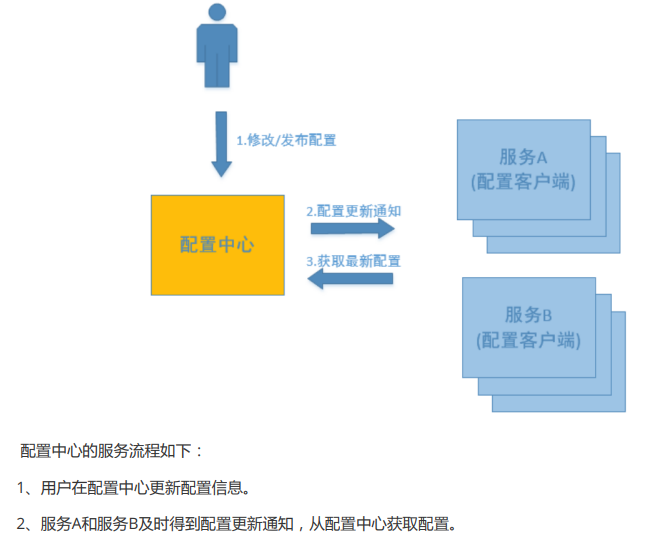 1.修改/发布配置
服务A
(配置客户端)
2.配置更新通知
配置中心
3.获取最新配置
服务B
(配置客户端)
配置中心的服务流程如下：
1、用户在配置中心更新配置信息。
2、服务A和服务B及时得到配置更新通知，从配置中心获取配置。